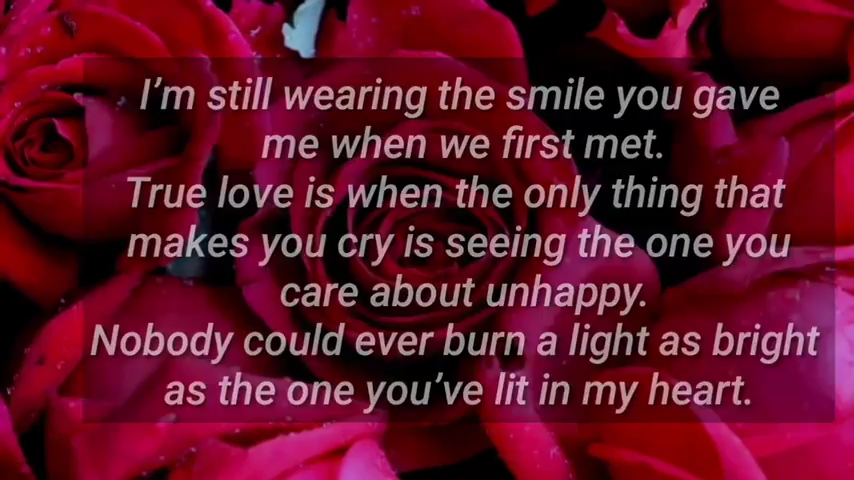 I’m still wearing the smile you gave
me when we first met.
True love is when the only thing that
makes you cry is seeing the one you
care about unhappy.
Nobody could ever burn a light as bright
as the one you’ve lit in my heart.